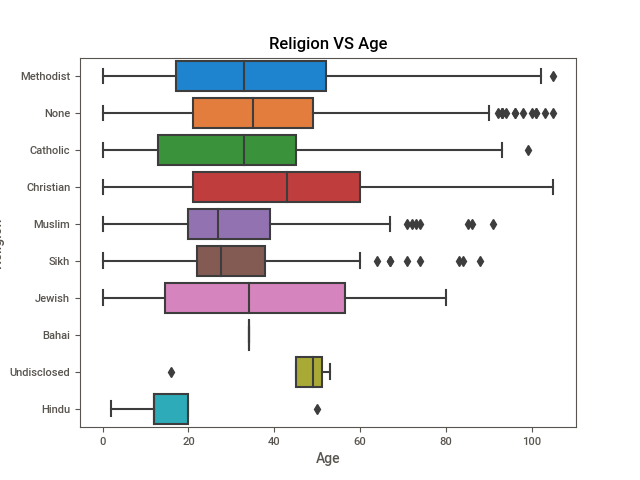 Religion VS Age
Methodist
None
Catholic
Christian
Muslim
Sikh
Jewish
Bahai
Undisclosed
Hindu
0 20 40 60 80 100
Age